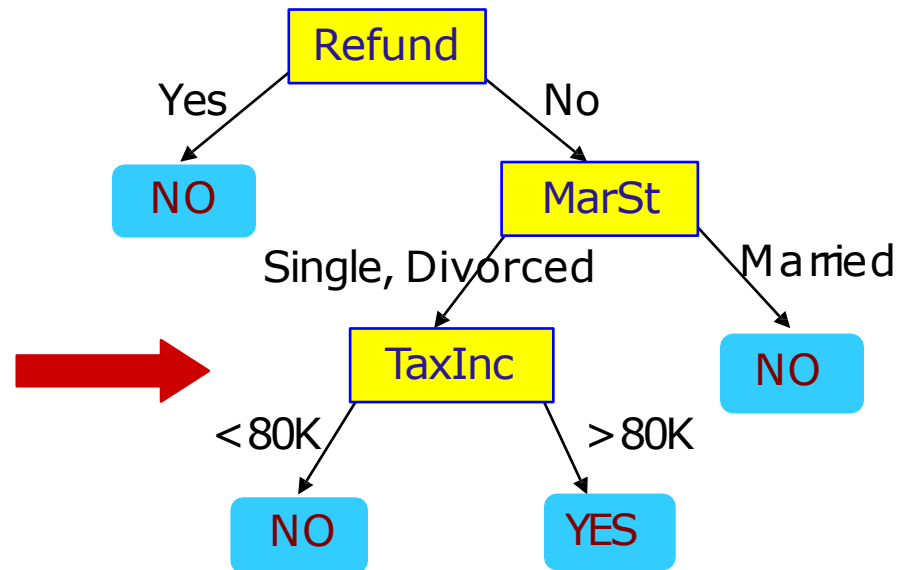 Refund
Yes
No
NO
MarSt
Single, Divorced
Married
TaxInc
NO
<80K
>80K
NO
YES